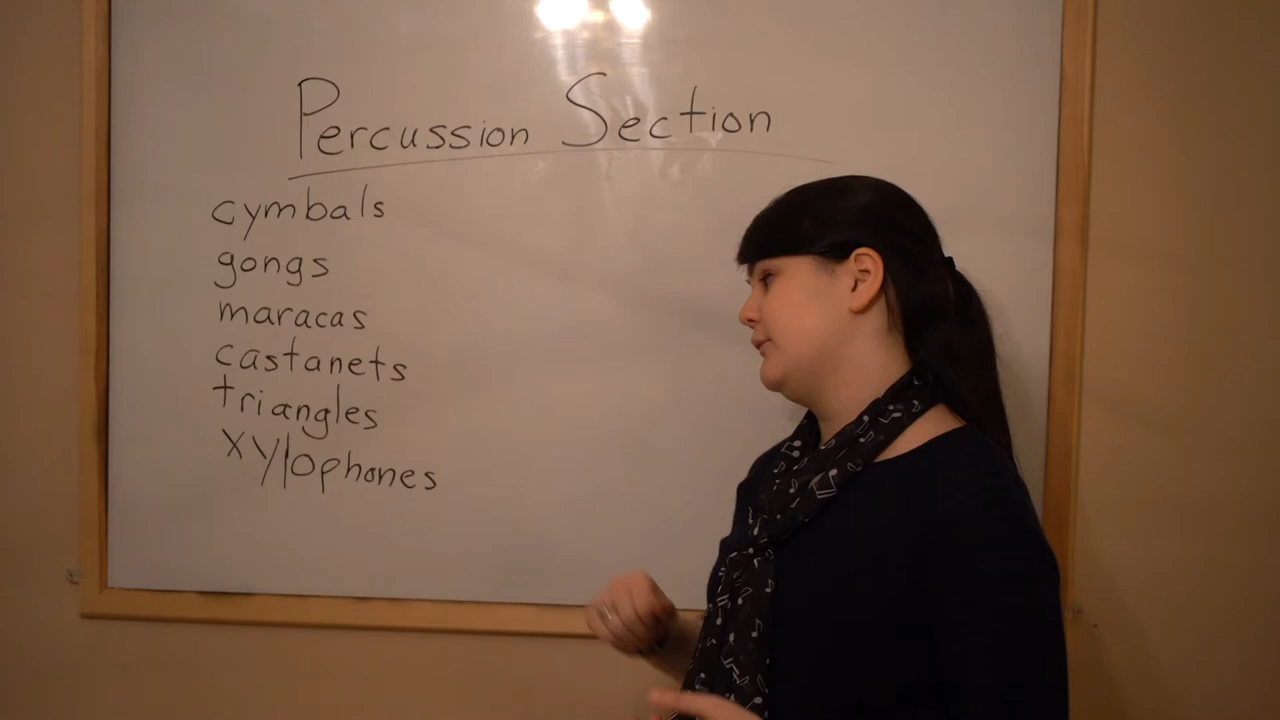 Percussion Section
cymbals
gongs
maracas
castanets
triangles
xylophones